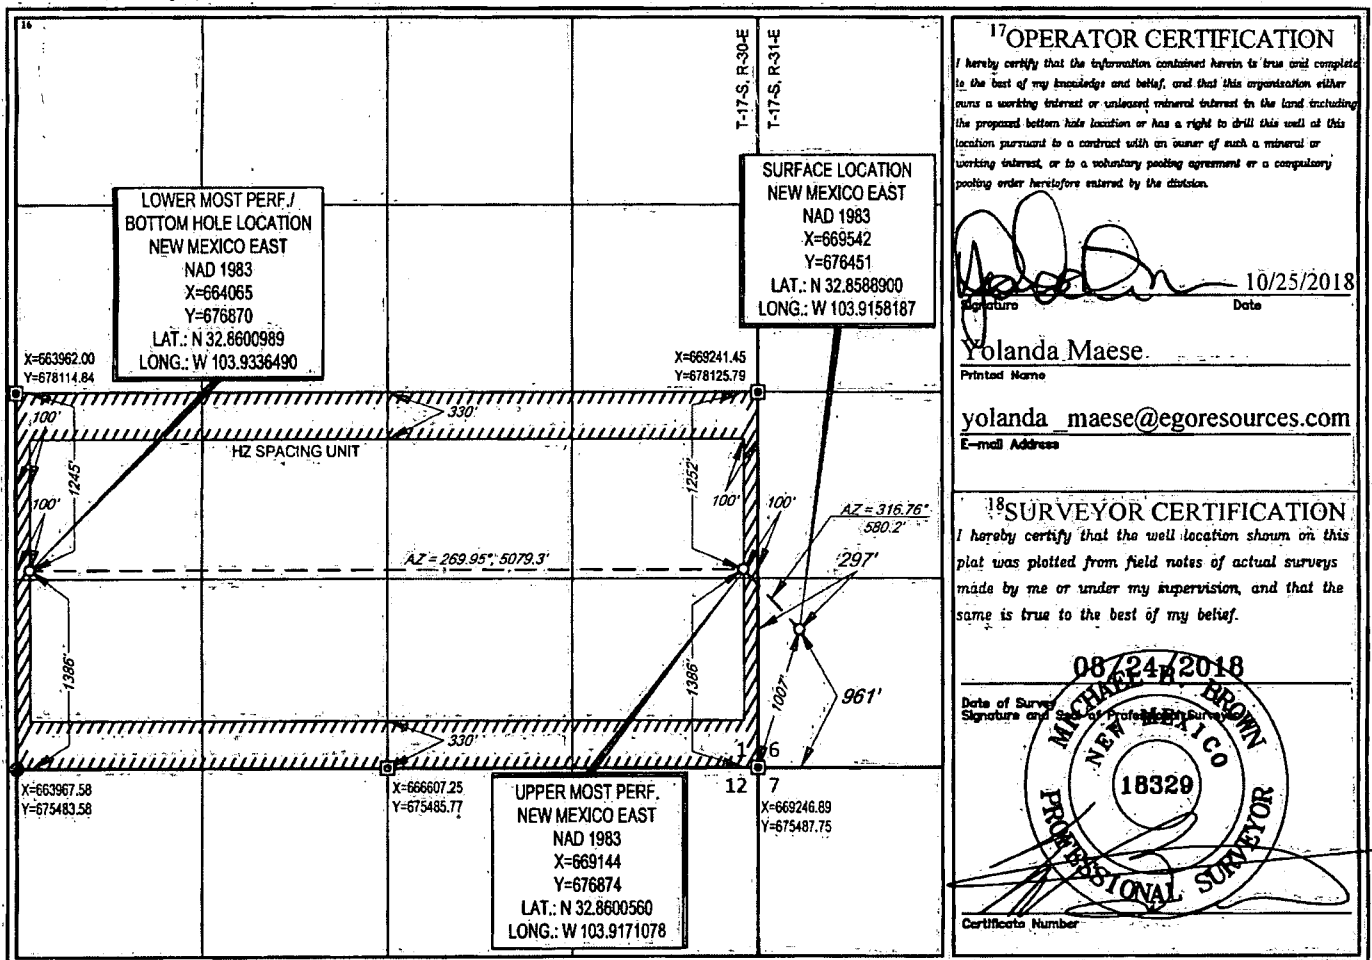 16
T-17-S, R-30-E
T-17-S, R-31-E
LOWER MOST PERF./
BOTTOM HOLE LOCATION
NEW MEXICO EAST
NAD 1983
X=664065
Y=676870
LAT.: N 32.8600989
LONG.: W 103.9336490
SURFACE LOCATION
NEW MEXICO EAST
NAD 1983
X=669542
Y=676451
LAT.: N 32.8588900
LONG.: W 103.9158187
X=663962.00
Y=678114.84
X=669241.45
Y=678125.79
100'
330'
HZ SPACING UNIT
1245'
1252'
100'
100'
100'
AZ = 316.76°
580.2'
AZ = 269.95°, 5079.3'
297'
1386'
1386'
1007'
961'
330'
1 6
12 7
X=663967.58
Y=675483.58
X=666607.25
Y=675485.77
X=669246.89
Y=675487.75
UPPER MOST PERF.
NEW MEXICO EAST
NAD 1983
X=669144
Y=676874
LAT.: N 32.8600560
LONG.: W 103.9171078
17 OPERATOR CERTIFICATION
I hereby certify that the information contained herein is true and complete
to the best of my knowledge and belief, and that this organization either
owns a working interest or unleased mineral interest in the land including
the proposed bottom hole location or has a right to drill this well at this
location pursuant to a contract with an owner of such a mineral or
working interest, or to a voluntary pooling agreement or a compulsory
pooling order heretofore entered by the division.
10/25/2018
Signature Date
Yolanda Maese
Printed Name
yolanda_maese@egoresources.com
E-mail Address
18 SURVEYOR CERTIFICATION
I hereby certify that the well location shown on this
plat was plotted from field notes of actual surveys
made by me or under my supervision, and that the
same is true to the best of my belief.
08/24/2018
Date of Survey
Signature and Seal of Professional Surveyor
MICHAEL B. BROWN
NEW MEXICO
18329
PROFESSIONAL SURVEYOR
Certificate Number